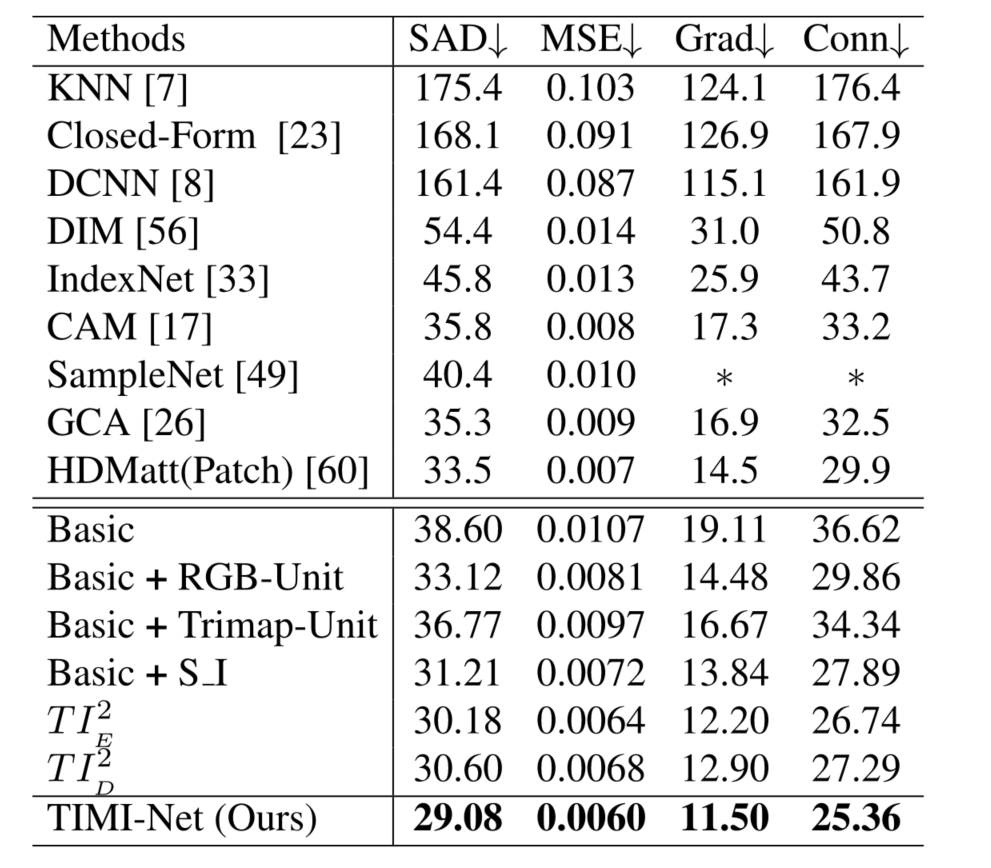 Methods SAD↓ MSE↓ Grad↓ Conn↓
KNN [7] 175.4 0.103 124.1 176.4
Closed-Form [23] 168.1 0.091 126.9 167.9
DCNN [8] 161.4 0.087 115.1 161.9
DIM [56] 54.4 0.014 31.0 50.8
IndexNet [33] 45.8 0.013 25.9 43.7
CAM [17] 35.8 0.008 17.3 33.2
SampleNet [49] 40.4 0.010 * *
GCA [26] 35.3 0.009 16.9 32.5
HDMatt(Patch) [60] 33.5 0.007 14.5 29.9
Basic 38.60 0.0107 19.11 36.62
Basic + RGB-Unit 33.12 0.0081 14.48 29.86
Basic + Trimap-Unit 36.77 0.0097 16.67 34.34
Basic + S_I 31.21 0.0072 13.84 27.89
TI²_E 30.18 0.0064 12.20 26.74
TI²_D 30.60 0.0068 12.90 27.29
TIMI-Net (Ours) 29.08 0.0060 11.50 25.36